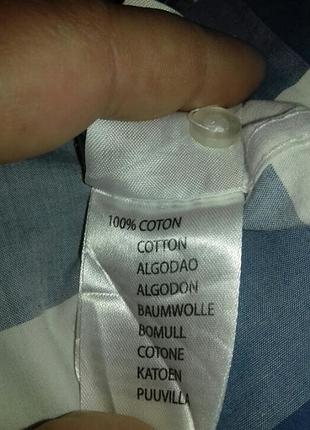 100% COTON
COTTON
ALGODAO
ALGODON
BAUMWOLLE
BOMULL
COTONE
KATOEN
PUUVILLA